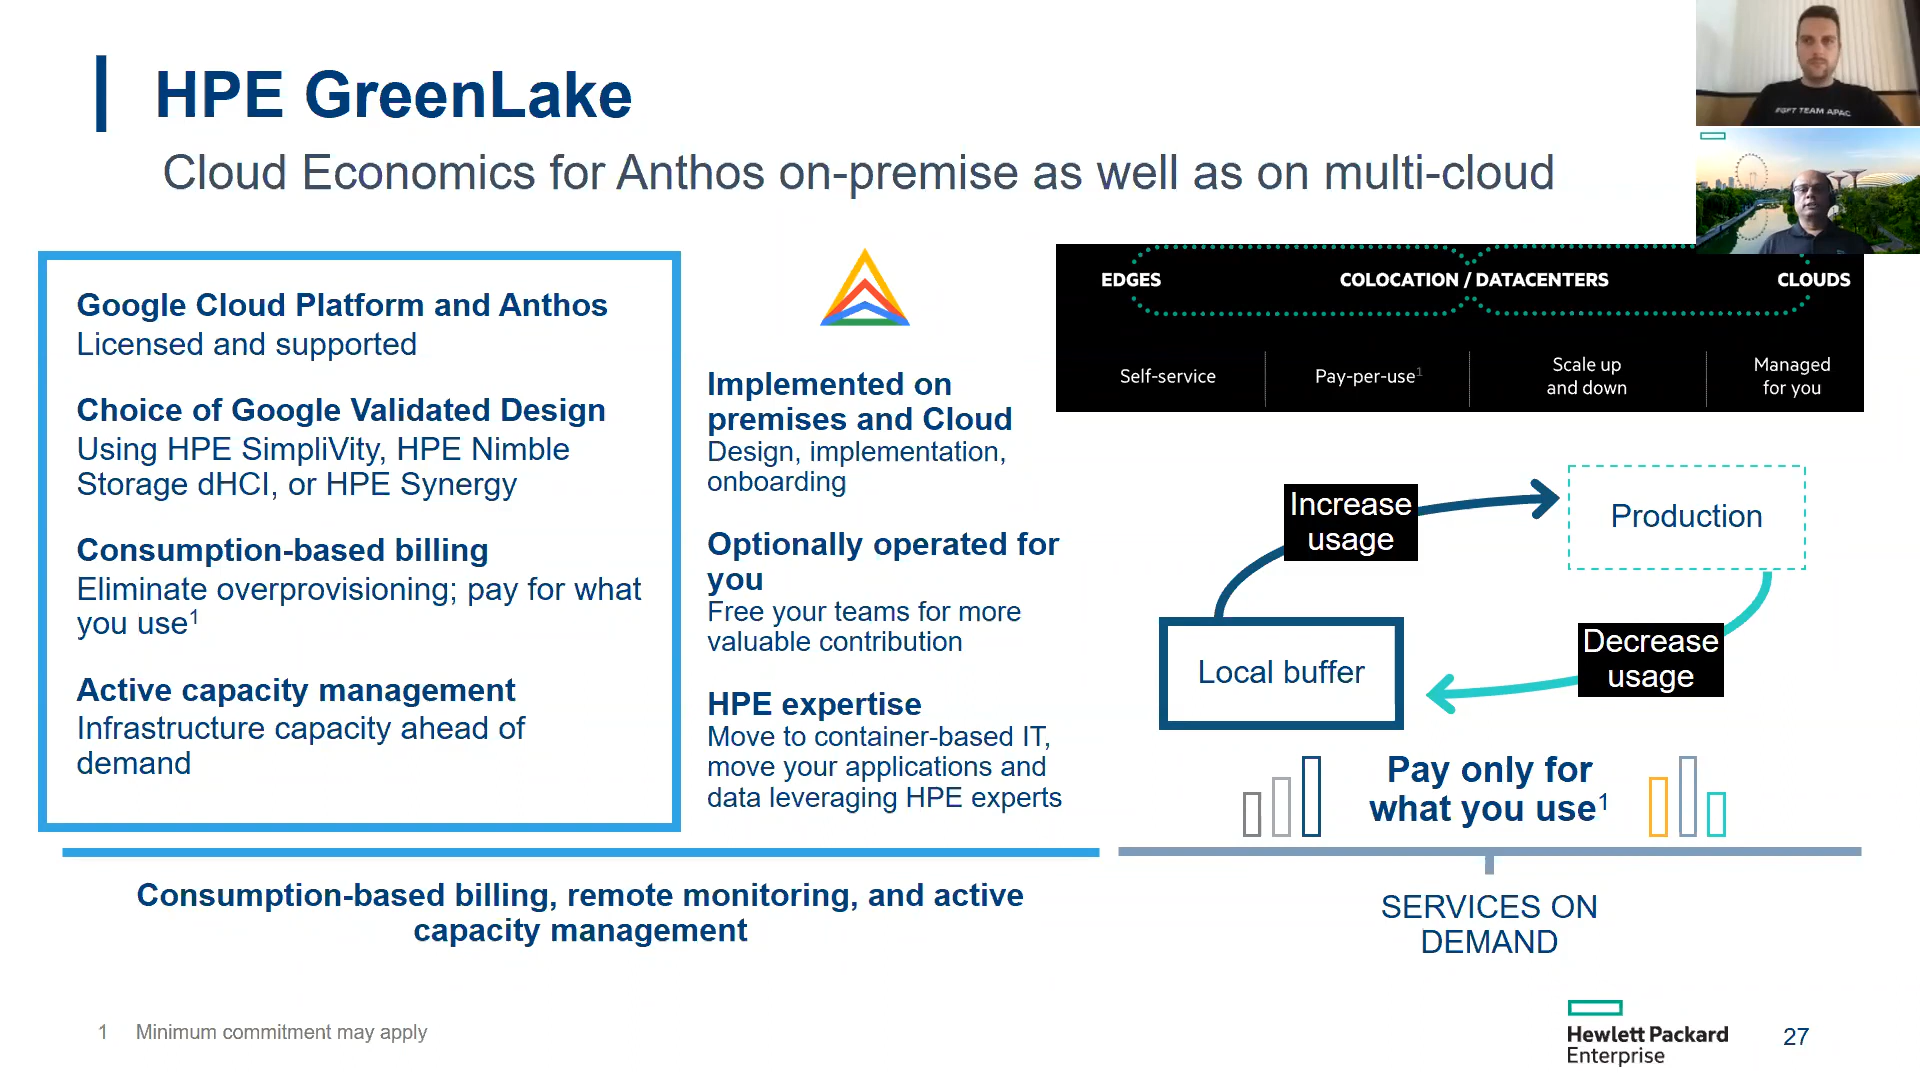 HPE GreenLake
Cloud Economics for Anthos on-premise as well as on multi-cloud
#GPT TEAM APAC
Google Cloud Platform and Anthos
Licensed and supported
Choice of Google Validated Design
Using HPE SimpliVity, HPE Nimble
Storage dHCI, or HPE Synergy
Consumption-based billing
Eliminate overprovisioning; pay for what
you use1
Active capacity management
Infrastructure capacity ahead of
demand
Implemented on
premises and Cloud
Design, implementation,
onboarding
Optionally operated for
you
Free your teams for more
valuable contribution
HPE expertise
Move to container-based IT,
move your applications and
data leveraging HPE experts
EDGES
COLOCATION / DATACENTERS
CLOUDS
Self-service
Pay-per-use1
Scale up
and down
Managed
for you
Increase
usage
Production
Local buffer
Decrease
usage
Pay only for
what you use1
Consumption-based billing, remote monitoring, and active
capacity management
SERVICES ON
DEMAND
1 Minimum commitment may apply
Hewlett Packard
Enterprise
27